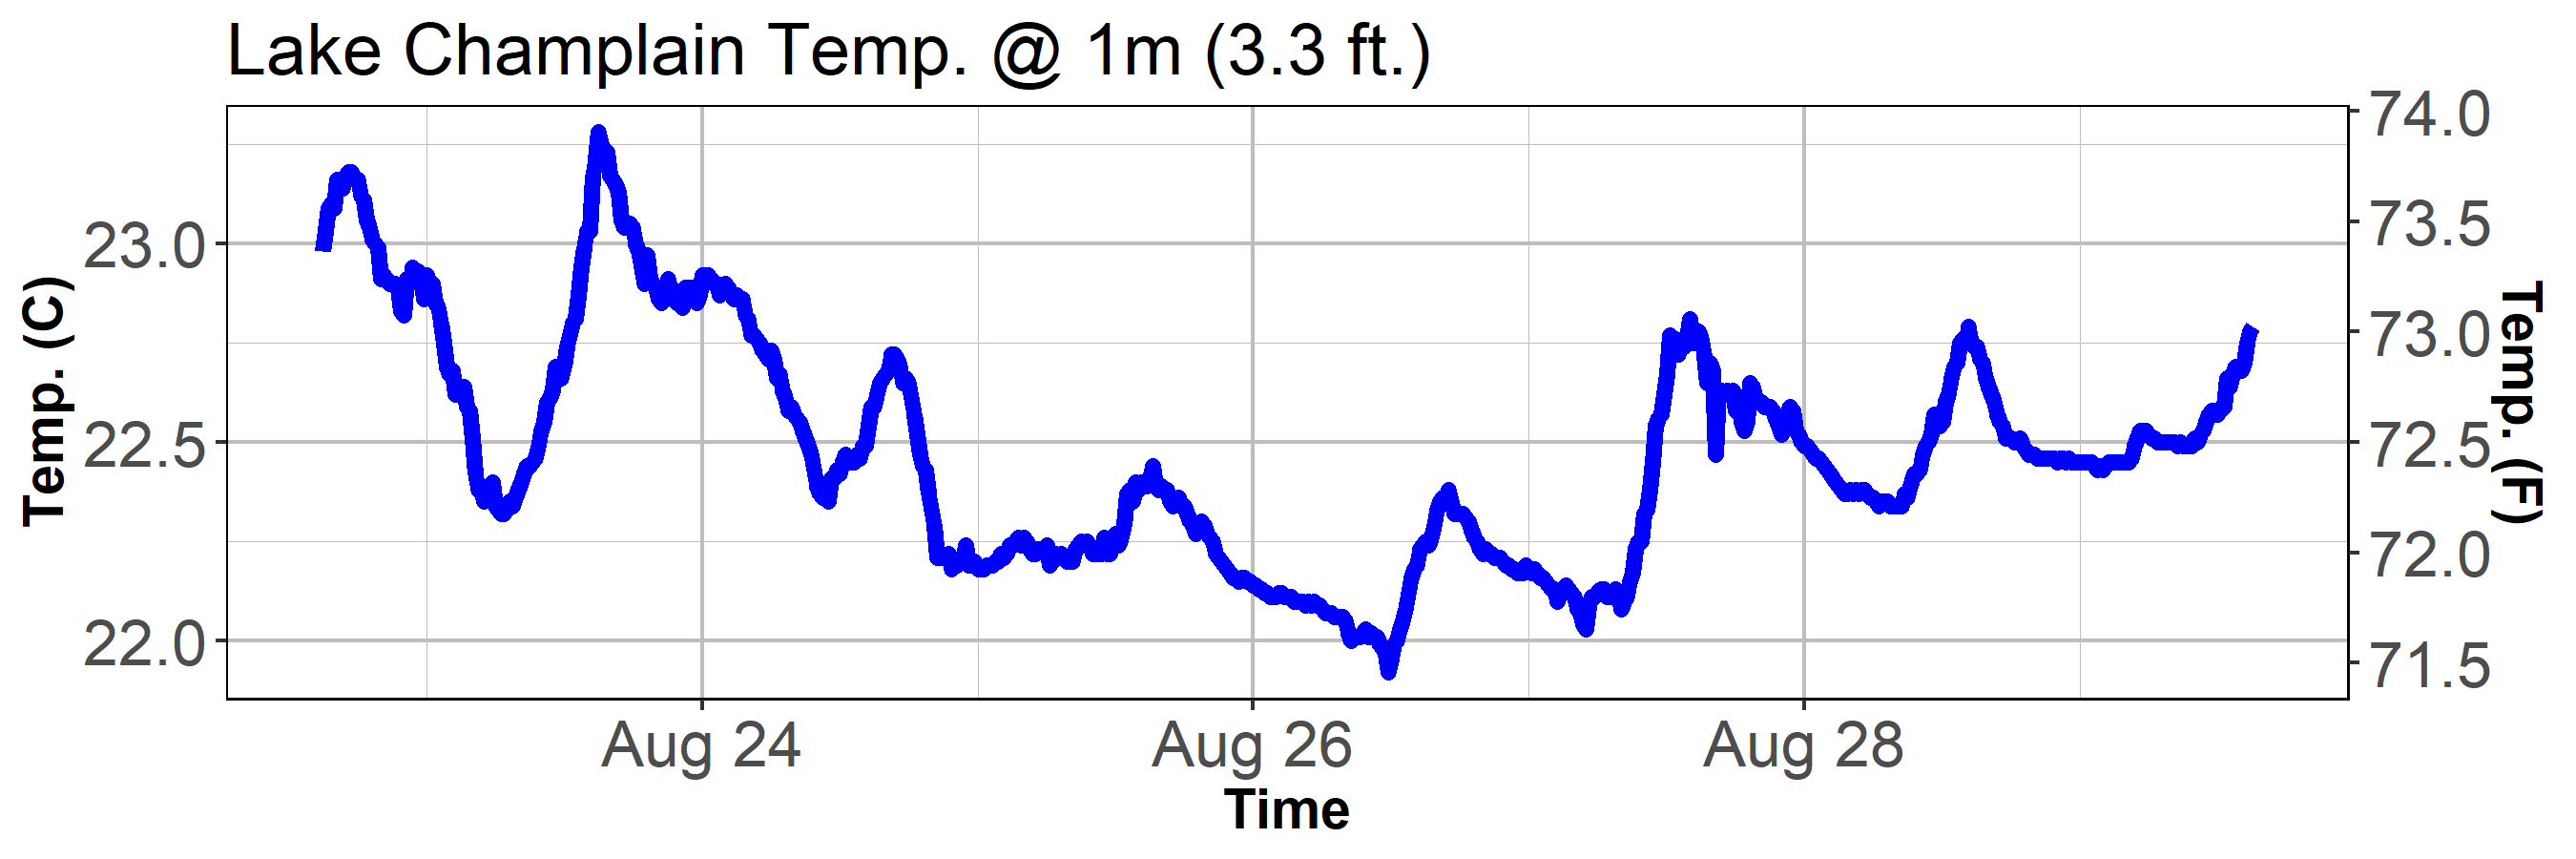 Lake Champlain Temp. @ 1m (3.3 ft.)
Temp. (C)
23.0
22.5
22.0
74.0
73.5
73.0
72.5
72.0
71.5
Temp. (F)
Aug 24
Aug 26
Aug 28
Time